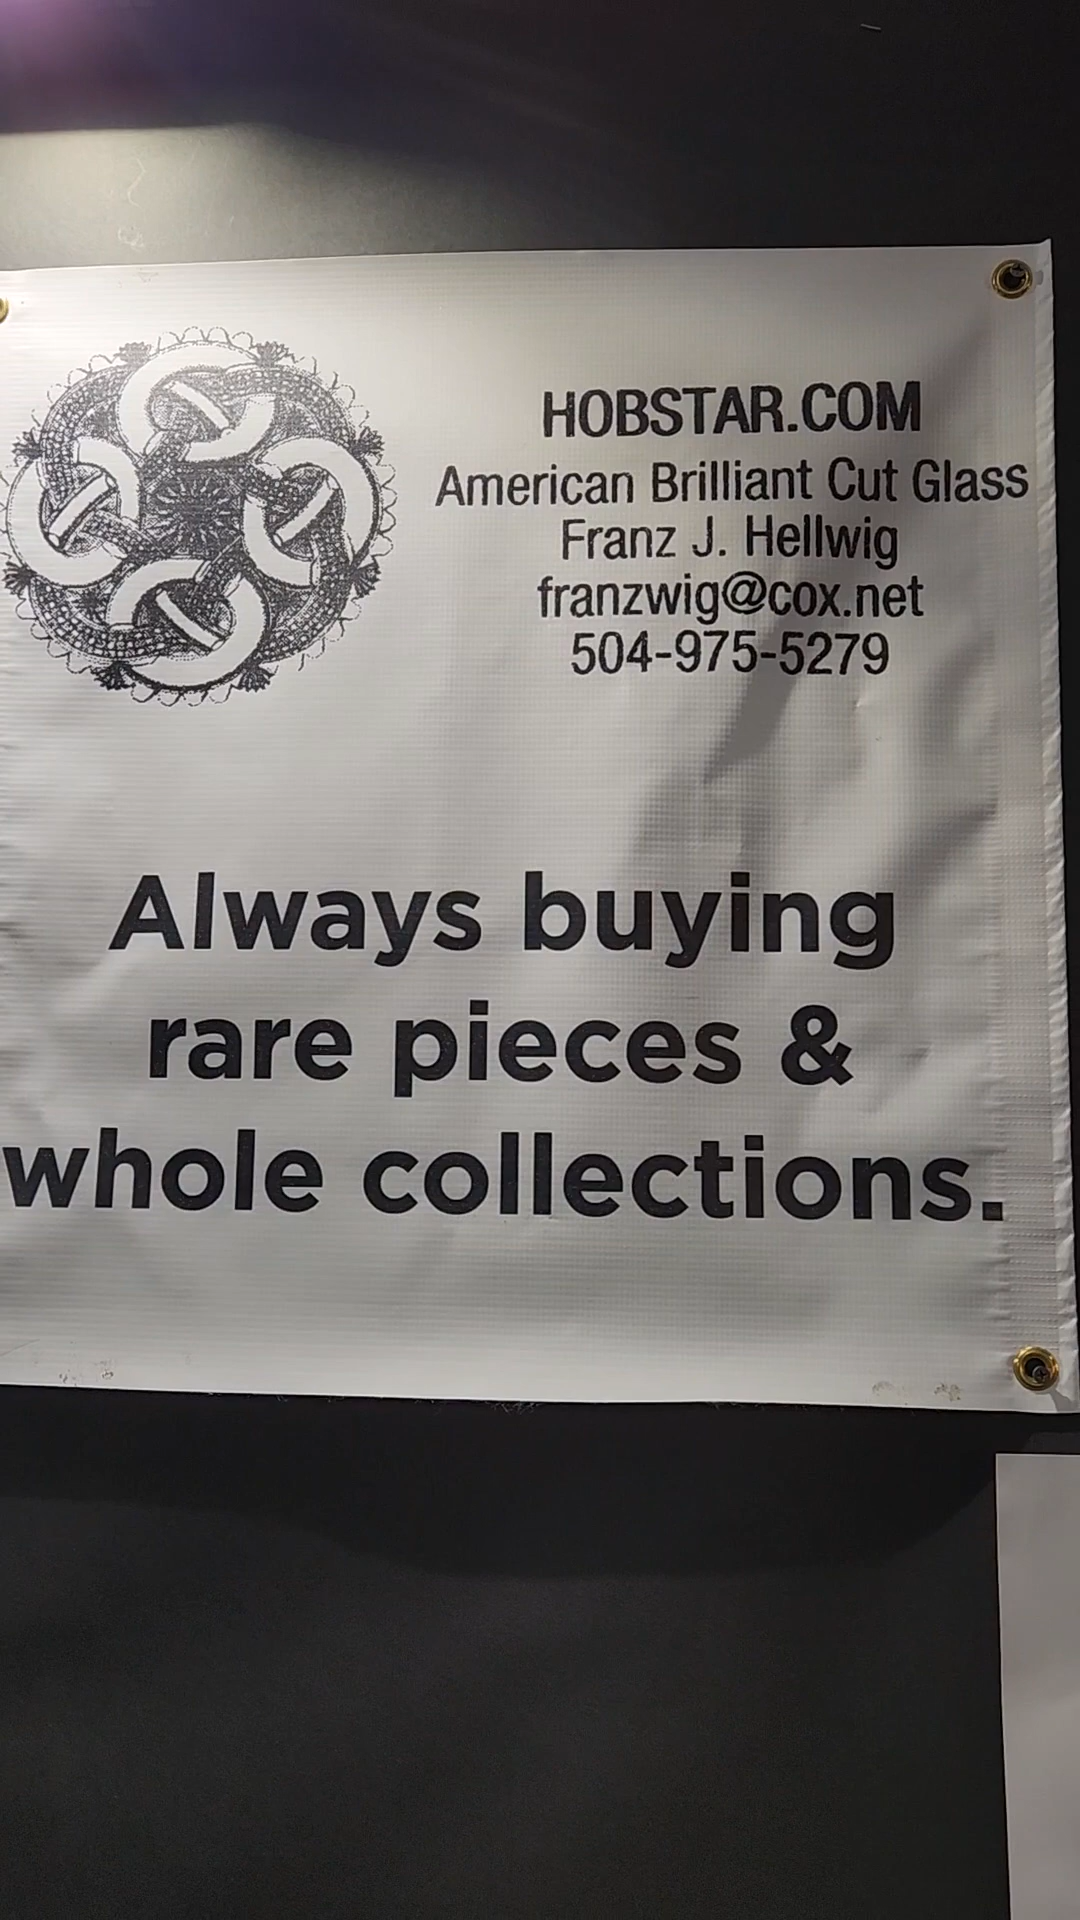 HOBSTAR.COM
American Brilliant Cut Glass
Franz J. Hellwig
franzwig@cox.net
504-975-5279
Always buying
rare pieces &
whole collections.